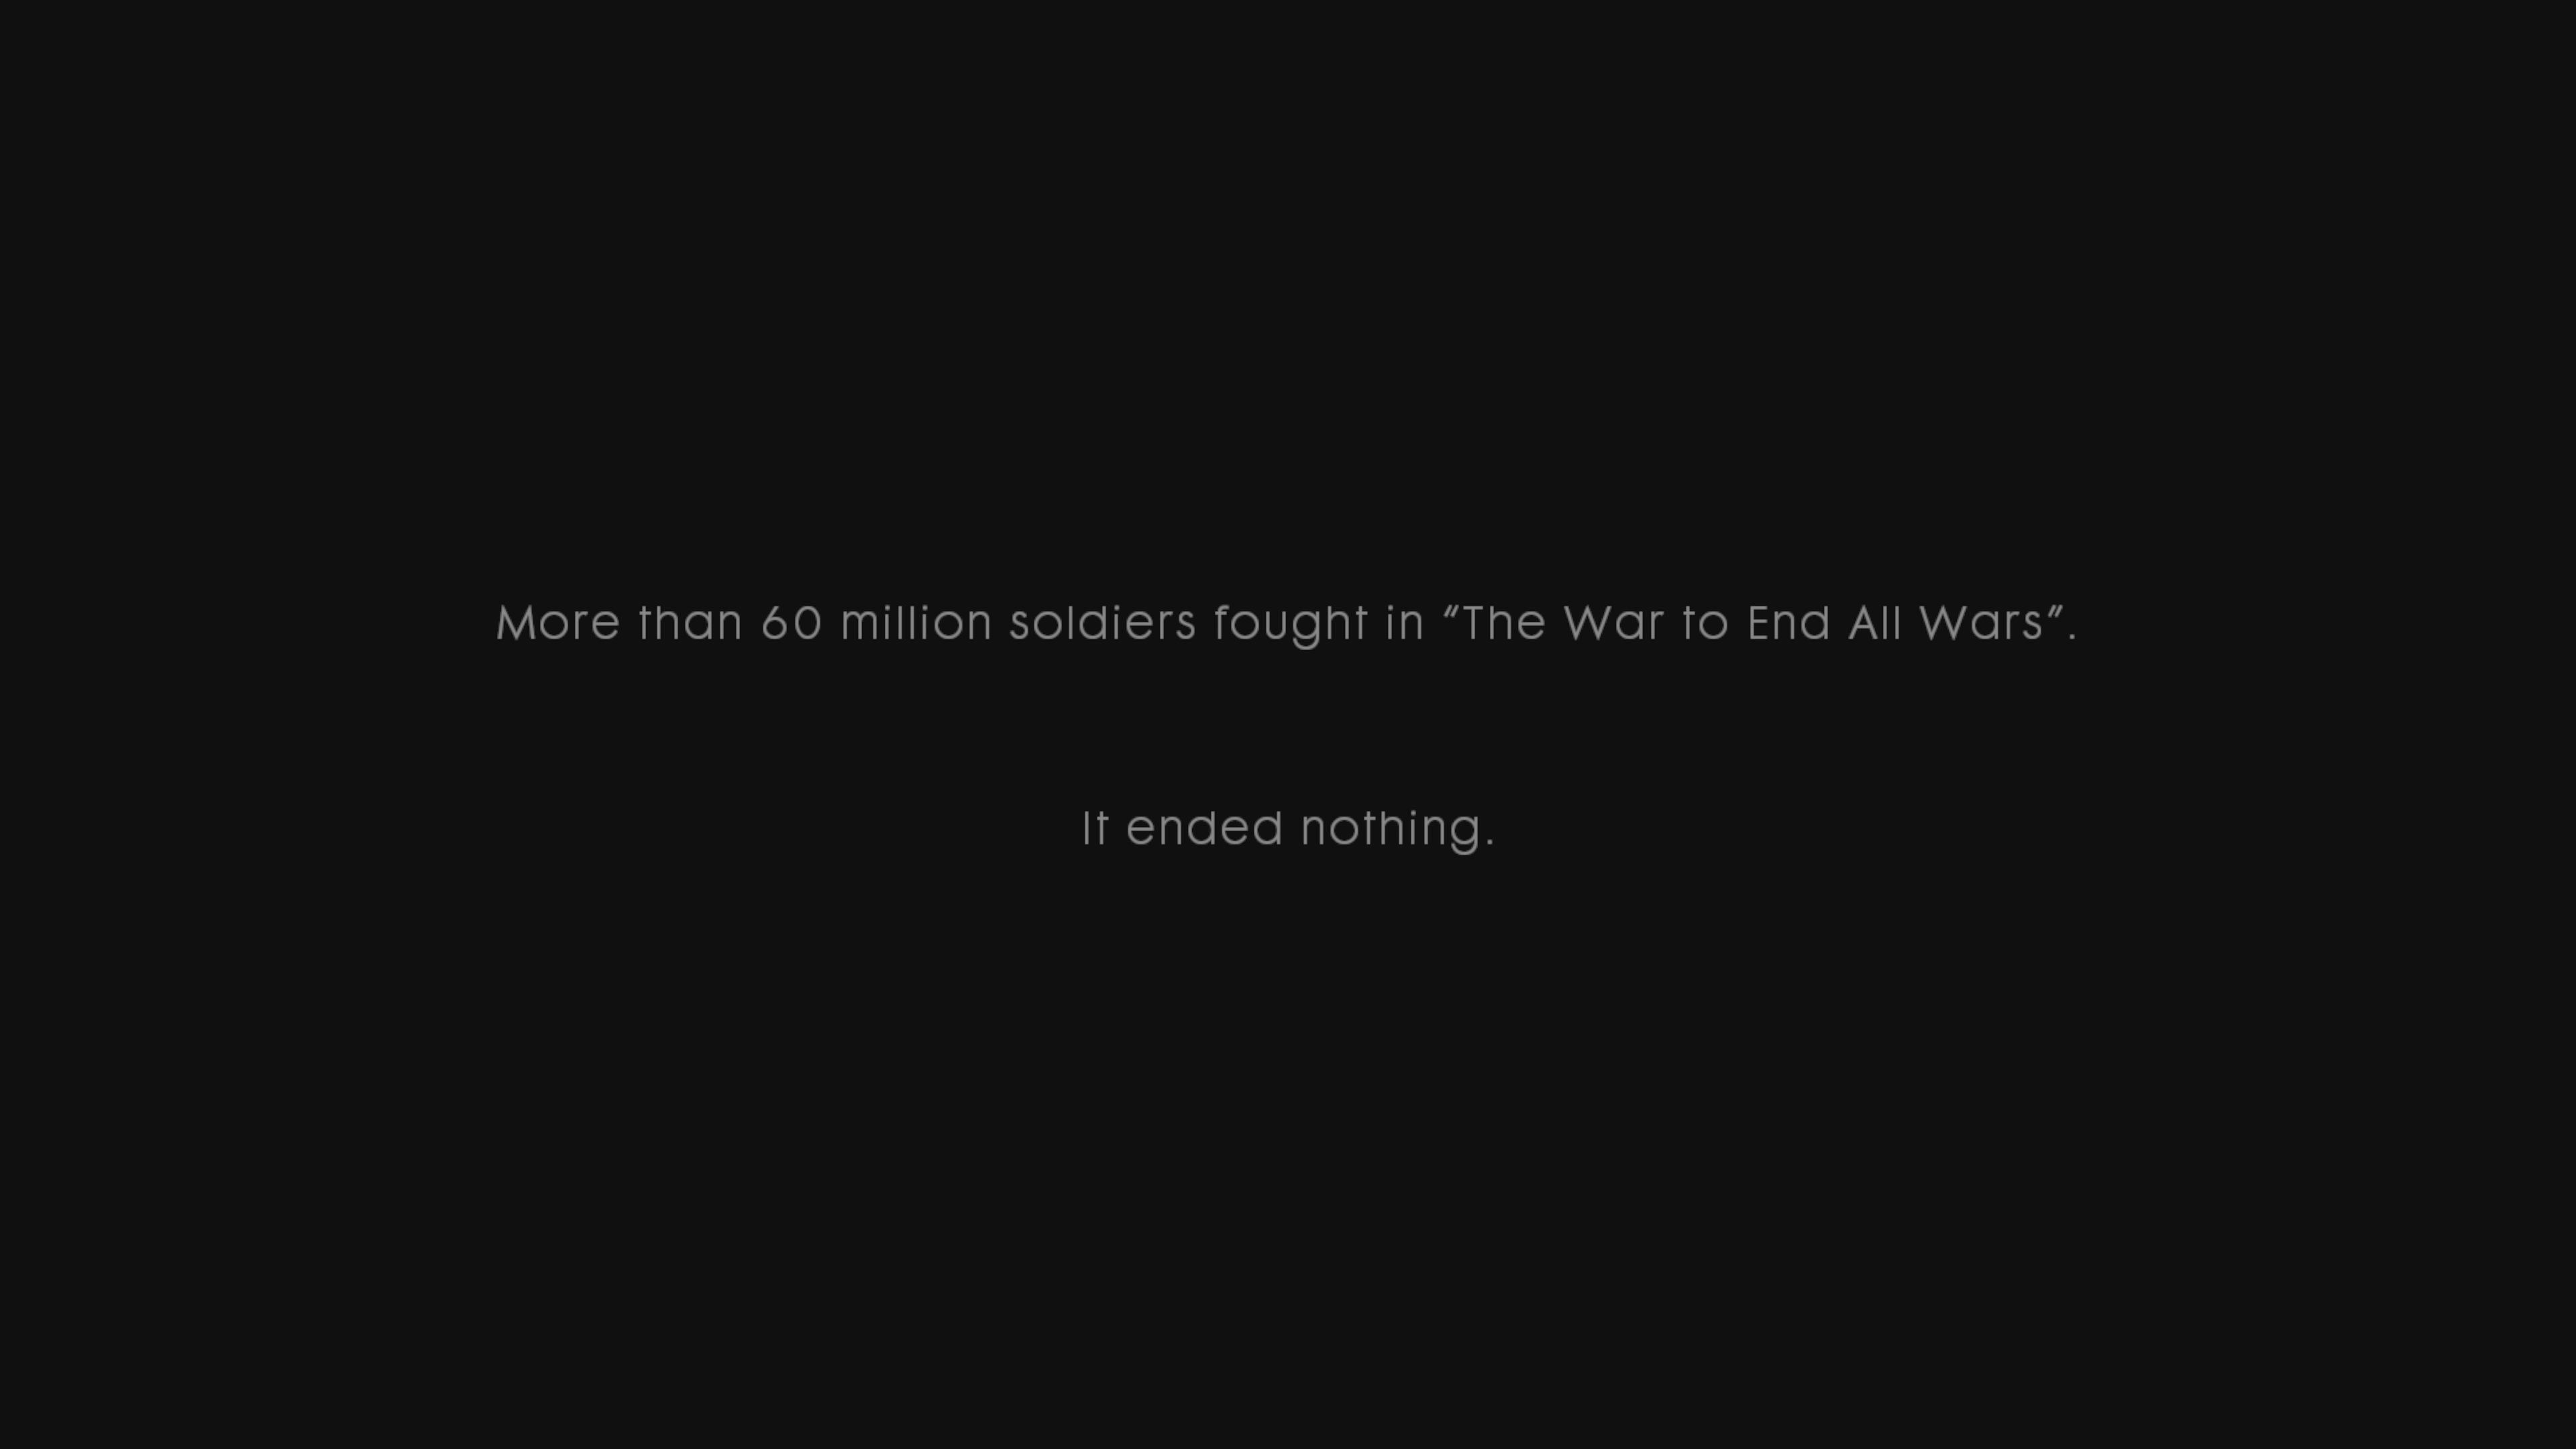 More than 60 million soldiers fought in “The War to End All Wars”.
It ended nothing.